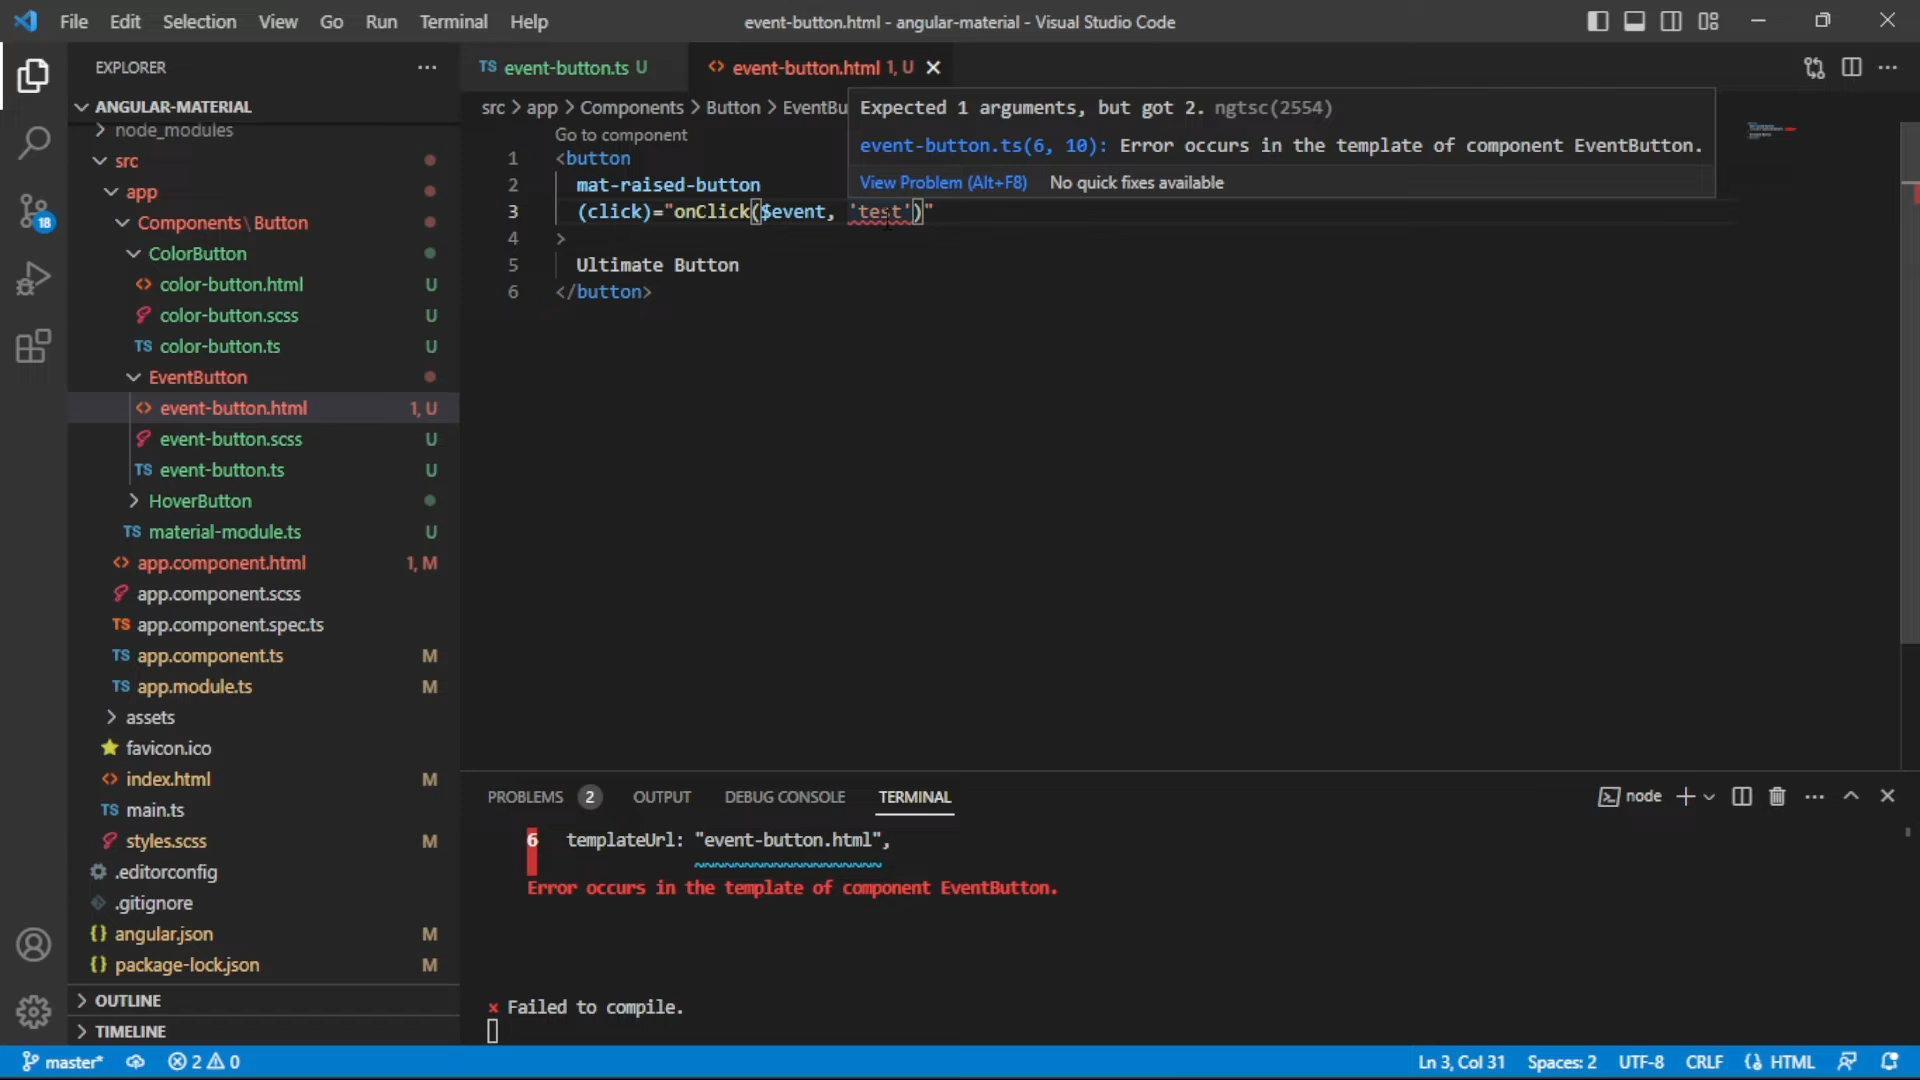 File Edit Selection View Go Run Terminal Help
event-button.html - angular-material - Visual Studio Code
EXPLORER
TS event-button.ts U
<> event-button.html 1, U
ANGULAR-MATERIAL
node_modules
src
app
Components\Button
ColorButton
color-button.html U
color-button.scss U
TS color-button.ts U
EventButton
event-button.html 1, U
event-button.scss U
TS event-button.ts U
HoverButton
TS material-module.ts U
app.component.html 1, M
app.component.scss
TS app.component.spec.ts
TS app.component.ts M
TS app.module.ts M
assets
favicon.ico
index.html M
TS main.ts
styles.scss M
.editorconfig
.gitignore
{} angular.json M
{} package-lock.json M
OUTLINE
TIMELINE
18
src > app > Components > Button > EventBu
Expected 1 arguments, but got 2. ngtsc(2554)
event-button.ts(6, 10): Error occurs in the template of component EventButton.
View Problem (Alt+F8) No quick fixes available
Go to component
1 <button
2 mat-raised-button
3 (click)="onClick($event, 'test')"
4 >
5 Ultimate Button
6 </button>
PROBLEMS 2 OUTPUT DEBUG CONSOLE TERMINAL
node
6 templateUrl: "event-button.html",
~~~~~~~~~~~~~~~~~~~
Error occurs in the template of component EventButton.
× Failed to compile.
master* 2 0
Ln 3, Col 31 Spaces: 2 UTF-8 CRLF HTML